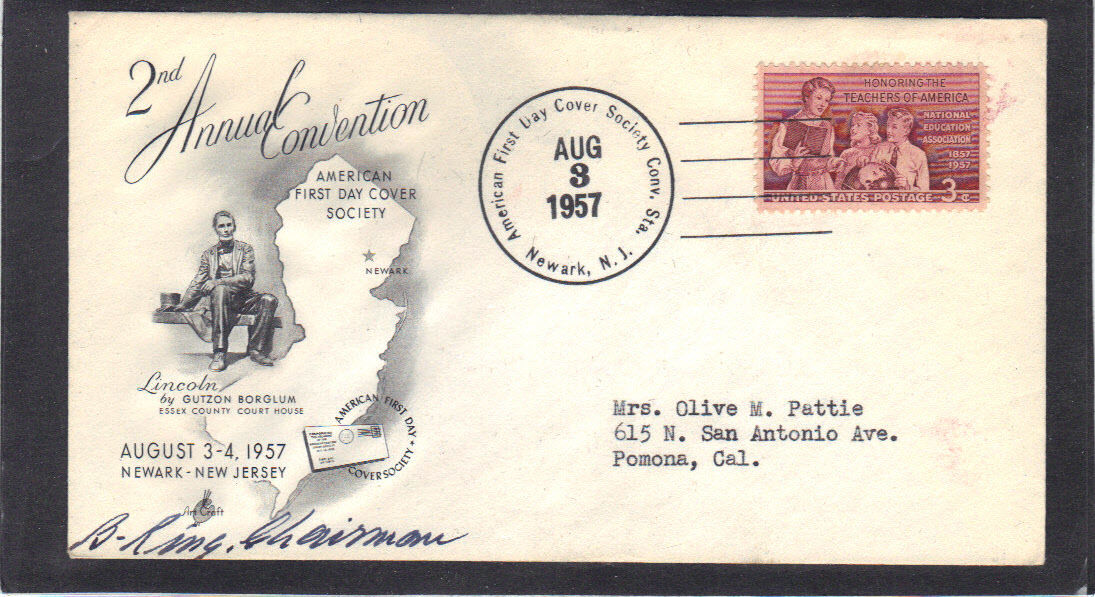 2nd
Annual Convention
AMERICAN
FIRST DAY COVER
SOCIETY
NEWARK
Lincoln
by GUTZON BORGLUM
ESSEX COUNTY COURT HOUSE
AUGUST 3-4, 1957
NEWARK - NEW JERSEY
AMERICAN FIRST DAY
COVER SOCIETY
Art Craft
B-King, Chairman
American First Day Cover Society Conv. Sta.
AUG
3
1957
Newark, N. J.
HONORING THE
TEACHERS OF AMERICA
NATIONAL
EDUCATION
ASSOCIATION
1857
1957
3¢
UNITED STATES POSTAGE
Mrs. Olive M. Pattie
615 N. San Antonio Ave.
Pomona, Cal.